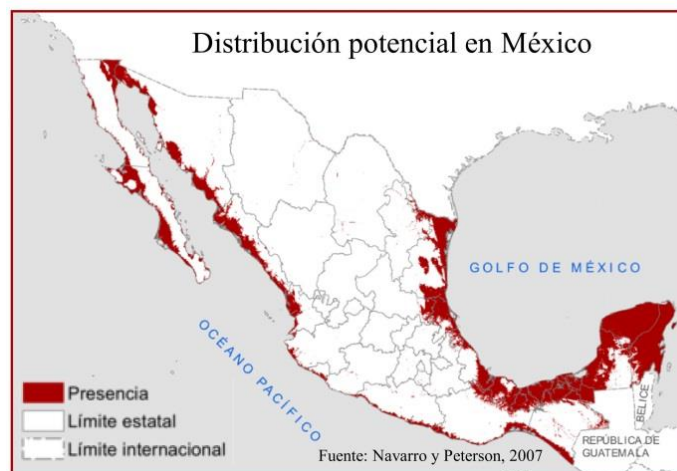 Distribución potencial en México
GOLFO DE MÉXICO
OCÉANO PACÍFICO
BELICE
REPÚBLICA DE
GUATEMALA
Presencia
Límite estatal
Límite internacional
Fuente: Navarro y Peterson, 2007